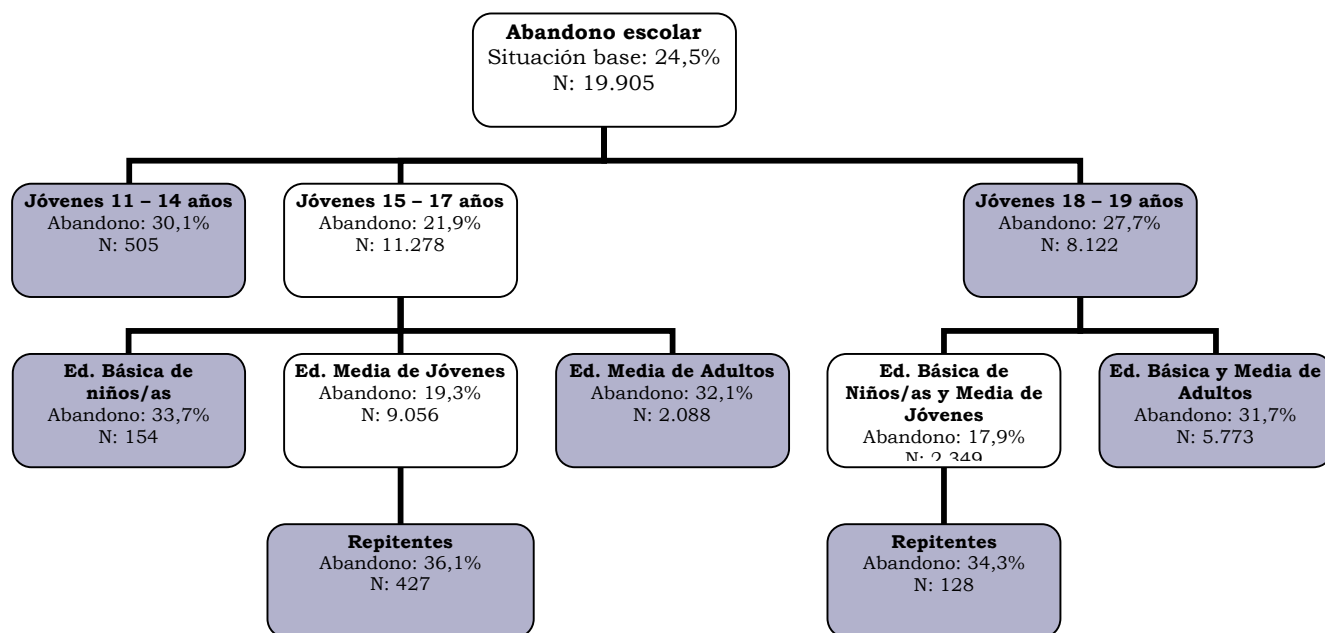 Abandono escolar
Situación base: 24,5%
N: 19.905
Jóvenes 11 – 14 años
Abandono: 30,1%
N: 505
Jóvenes 15 – 17 años
Abandono: 21,9%
N: 11.278
Jóvenes 18 – 19 años
Abandono: 27,7%
N: 8.122
Ed. Básica de
niños/as
Abandono: 33,7%
N: 154
Ed. Media de Jóvenes
Abandono: 19,3%
N: 9.056
Ed. Media de Adultos
Abandono: 32,1%
N: 2.088
Ed. Básica de
Niños/as y Media de
Jóvenes
Abandono: 17,9%
N: 2.349
Ed. Básica y Media de
Adultos
Abandono: 31,7%
N: 5.773
Repitentes
Abandono: 36,1%
N: 427
Repitentes
Abandono: 34,3%
N: 128